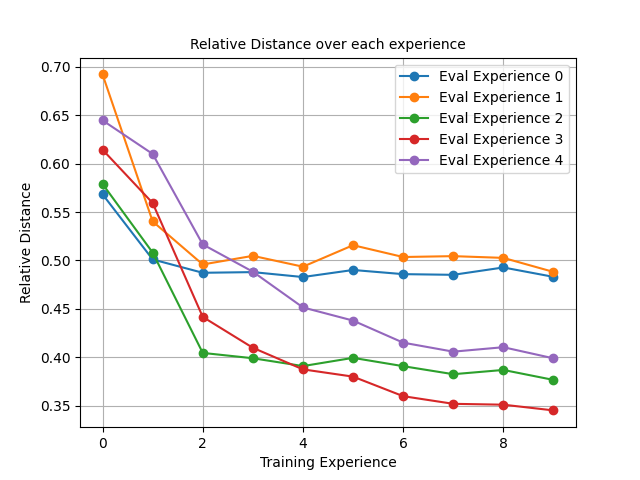 Relative Distance over each experience
0.70
0.65
0.60
0.55
0.50
0.45
0.40
0.35
Relative Distance
Eval Experience 0
Eval Experience 1
Eval Experience 2
Eval Experience 3
Eval Experience 4
0 2 4 6 8
Training Experience